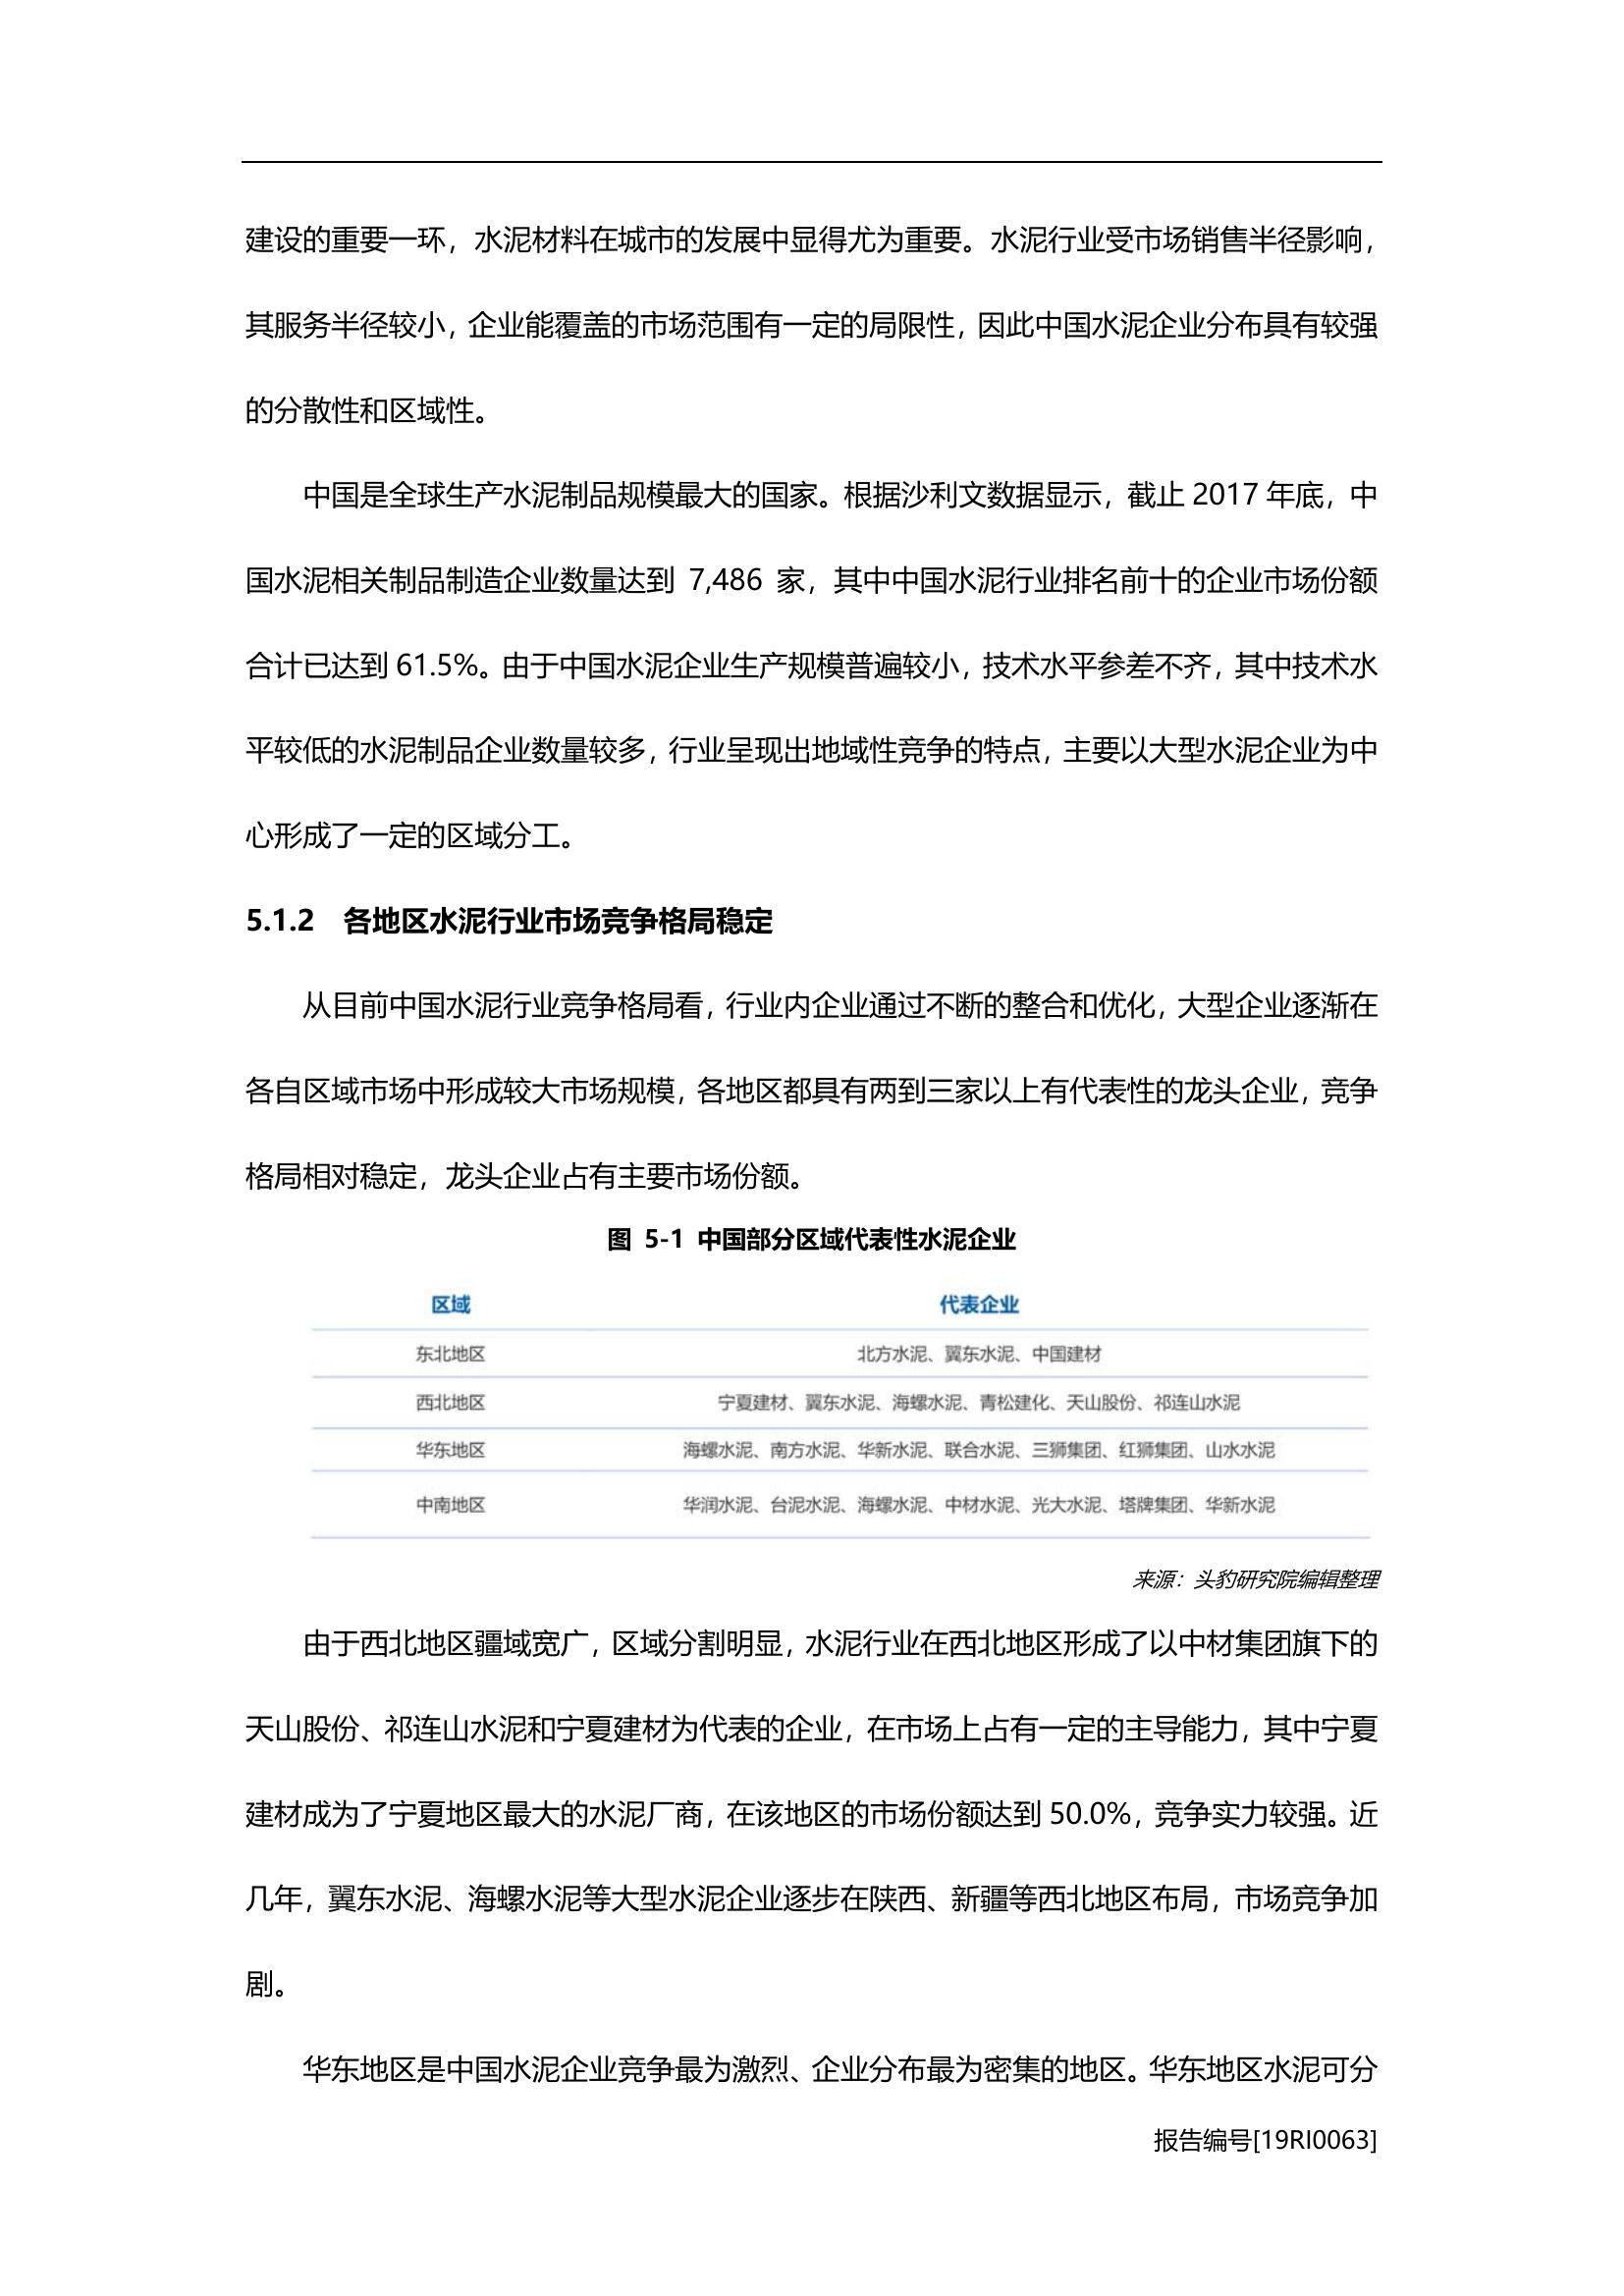 建设的重要一环，水泥材料在城市的发展中显得尤为重要。水泥行业受市场销售半径影响，
其服务半径较小，企业能覆盖的市场范围有一定的局限性，因此中国水泥企业分布具有较强
的分散性和区域性。
中国是全球生产水泥制品规模最大的国家。根据沙利文数据显示，截止 2017 年底，中
国水泥相关制品制造企业数量达到 7,486 家，其中中国水泥行业排名前十的企业市场份额
合计已达到 61.5%。由于中国水泥企业生产规模普遍较小，技术水平参差不齐，其中技术水
平较低的水泥制品企业数量较多，行业呈现出地域性竞争的特点，主要以大型水泥企业为中
心形成了一定的区域分工。
5.1.2 各地区水泥行业市场竞争格局稳定
从目前中国水泥行业竞争格局看，行业内企业通过不断的整合和优化，大型企业逐渐在
各自区域市场中形成较大市场规模，各地区都具有两到三家以上有代表性的龙头企业，竞争
格局相对稳定，龙头企业占有主要市场份额。
图 5-1 中国部分区域代表性水泥企业
区域 代表企业
东北地区 北方水泥、翼东水泥、中国建材
西北地区 宁夏建材、翼东水泥、海螺水泥、青松建化、天山股份、祁连山水泥
华东地区 海螺水泥、南方水泥、华新水泥、联合水泥、三狮集团、红狮集团、山水水泥
中南地区 华润水泥、台泥水泥、海螺水泥、中材水泥、光大水泥、塔牌集团、华新水泥
来源：头豹研究院编辑整理
由于西北地区疆域宽广，区域分割明显，水泥行业在西北地区形成了以中材集团旗下的
天山股份、祁连山水泥和宁夏建材为代表的企业，在市场上占有一定的主导能力，其中宁夏
建材成为了宁夏地区最大的水泥厂商，在该地区的市场份额达到 50.0%，竞争实力较强。近
几年，翼东水泥、海螺水泥等大型水泥企业逐步在陕西、新疆等西北地区布局，市场竞争加
剧。
华东地区是中国水泥企业竞争最为激烈、企业分布最为密集的地区。华东地区水泥可分
报告编号[19RI0063]